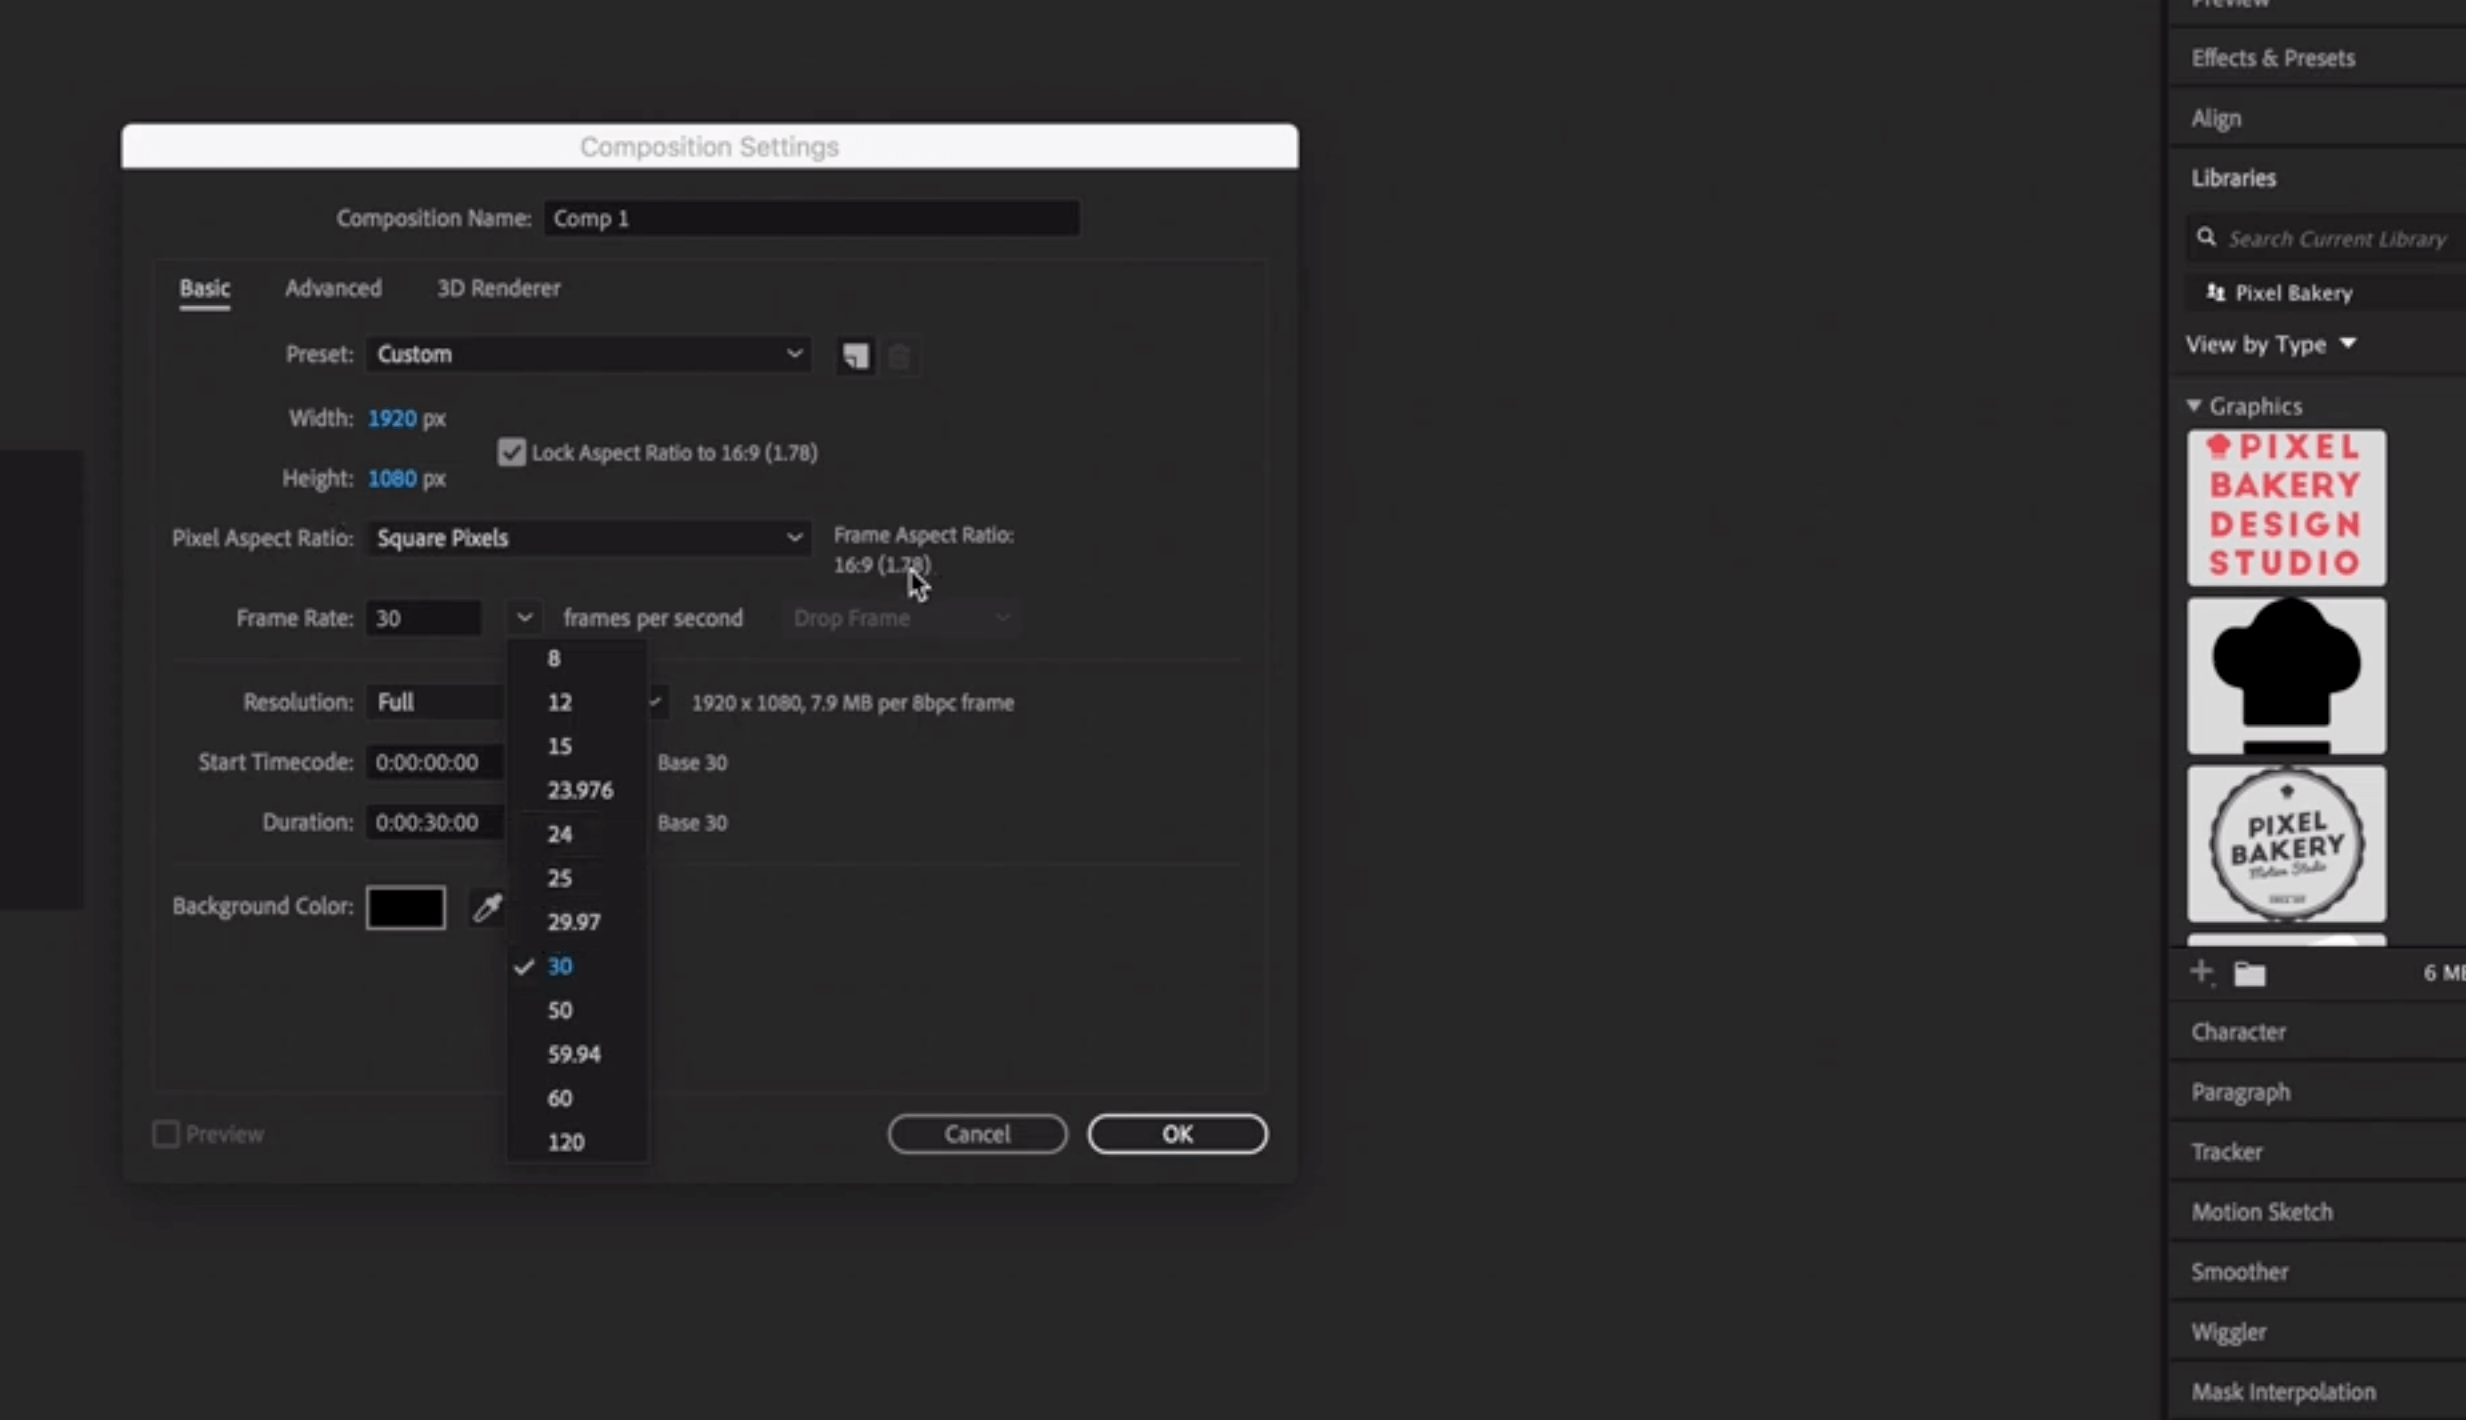 Composition Settings
Composition Name: Comp 1
Basic Advanced 3D Renderer
Preset: Custom
Width: 1920 px
Lock Aspect Ratio to 16:9 (1.78)
Height: 1080 px
Pixel Aspect Ratio: Square Pixels
Frame Aspect Ratio:
16:9 (1.78)
Frame Rate: 30 frames per second Drop Frame
8
12
15
23.976
24
25
29.97
30
50
59.94
60
120
Resolution: Full
1920 x 1080, 7.9 MB per 8bpc frame
Start Timecode: 0:00:00:00 Base 30
Duration: 0:00:30:00 Base 30
Background Color:
Preview
Cancel OK
Preview
Effects & Presets
Align
Libraries
Search Current Library
Pixel Bakery
View by Type
Graphics
PIXEL
BAKERY
DESIGN
STUDIO
PIXEL
BAKERY
Motion Studio
6 MB
Character
Paragraph
Tracker
Motion Sketch
Smoother
Wiggler
Mask Interpolation